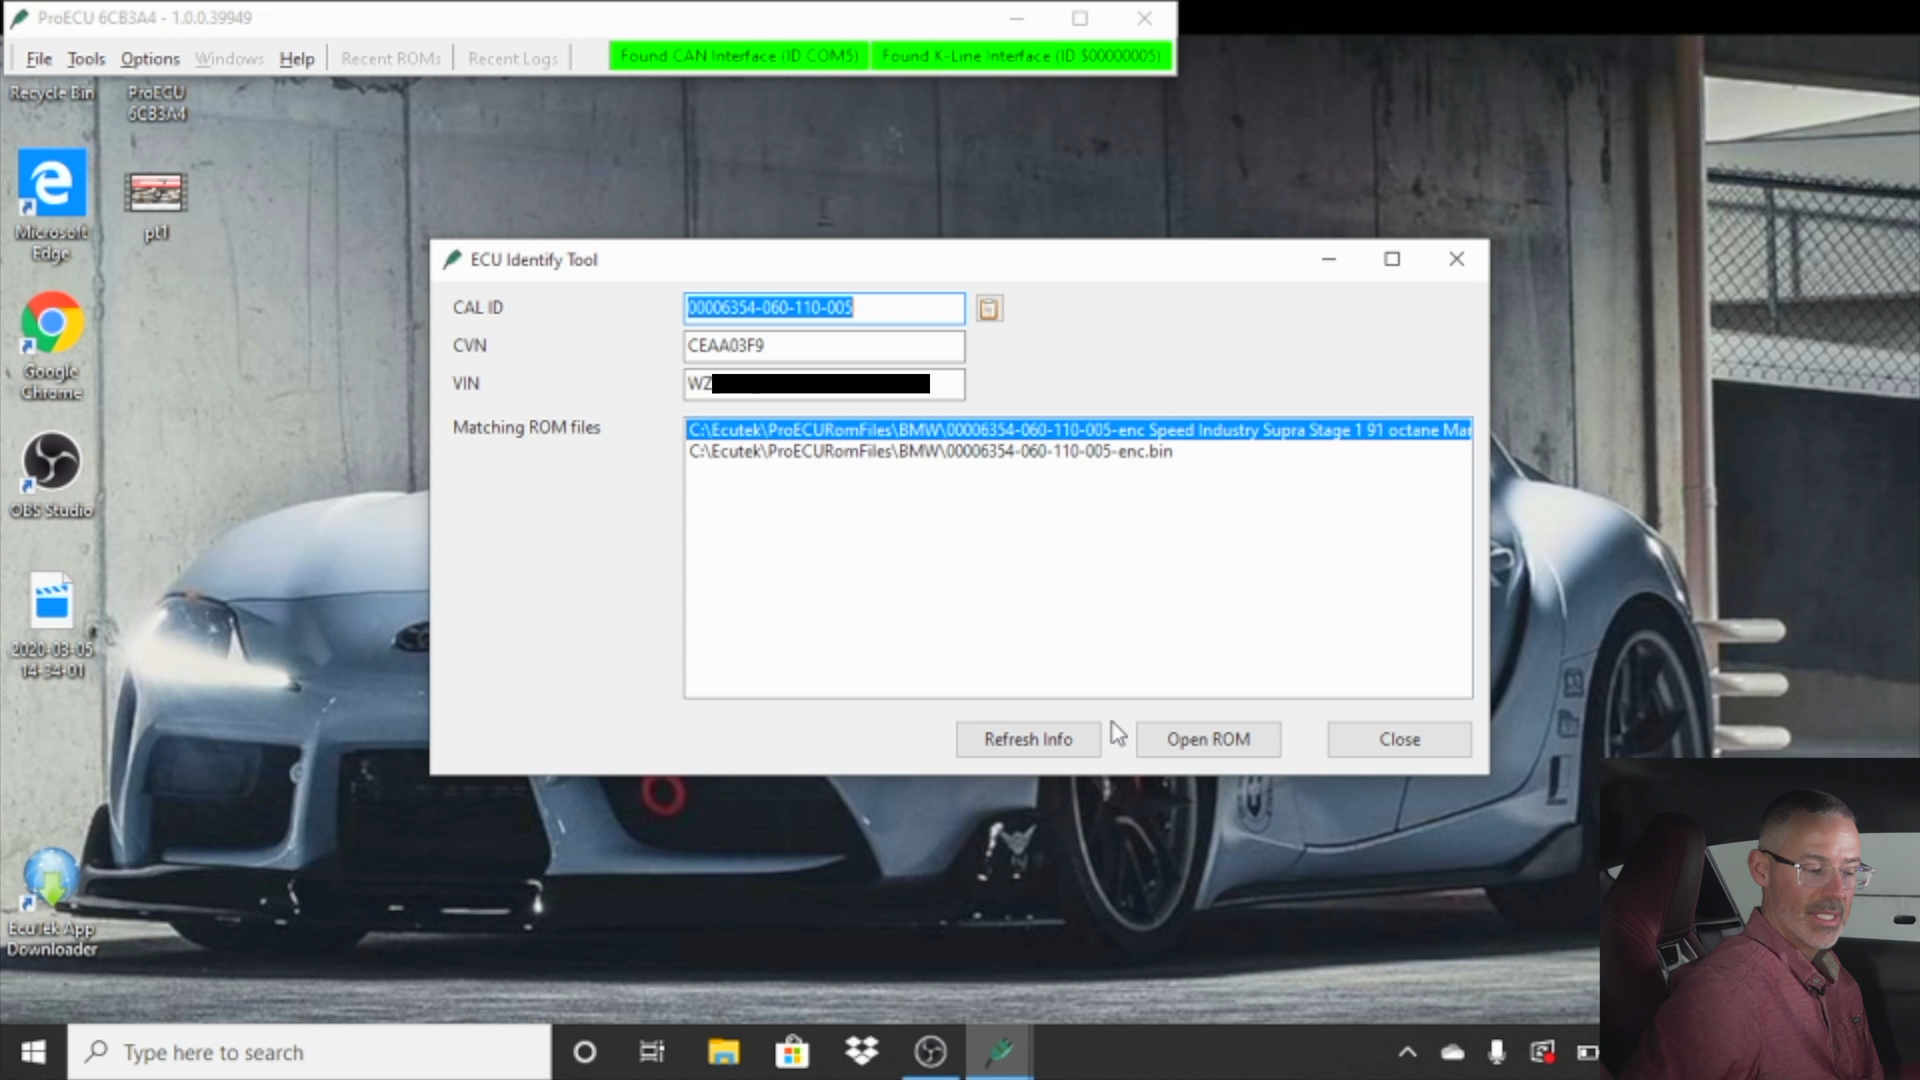 ProECU 6CB3A4 - 1.0.0.39949
File Tools Options Windows Help Recent ROMs Recent Logs
Found CAN Interface (ID COM5) Found K-Line Interface (ID S00000005)
Recycle Bin
ProECU
6CB3A4
Microsoft
Edge
pt1
Google
Chrome
OBS Studio
2020-03-05
14-34-01
EcuTek App
Downloader
ECU Identify Tool
CAL ID 00006354-060-110-005
CVN CEAA03F9
VIN WZ
Matching ROM files
C:\Ecutek\ProECURomFiles\BMW\00006354-060-110-005-enc Speed Industry Supra Stage 1 91 octane Mar
C:\Ecutek\ProECURomFiles\BMW\00006354-060-110-005-enc.bin
Refresh Info Open ROM Close
Type here to search